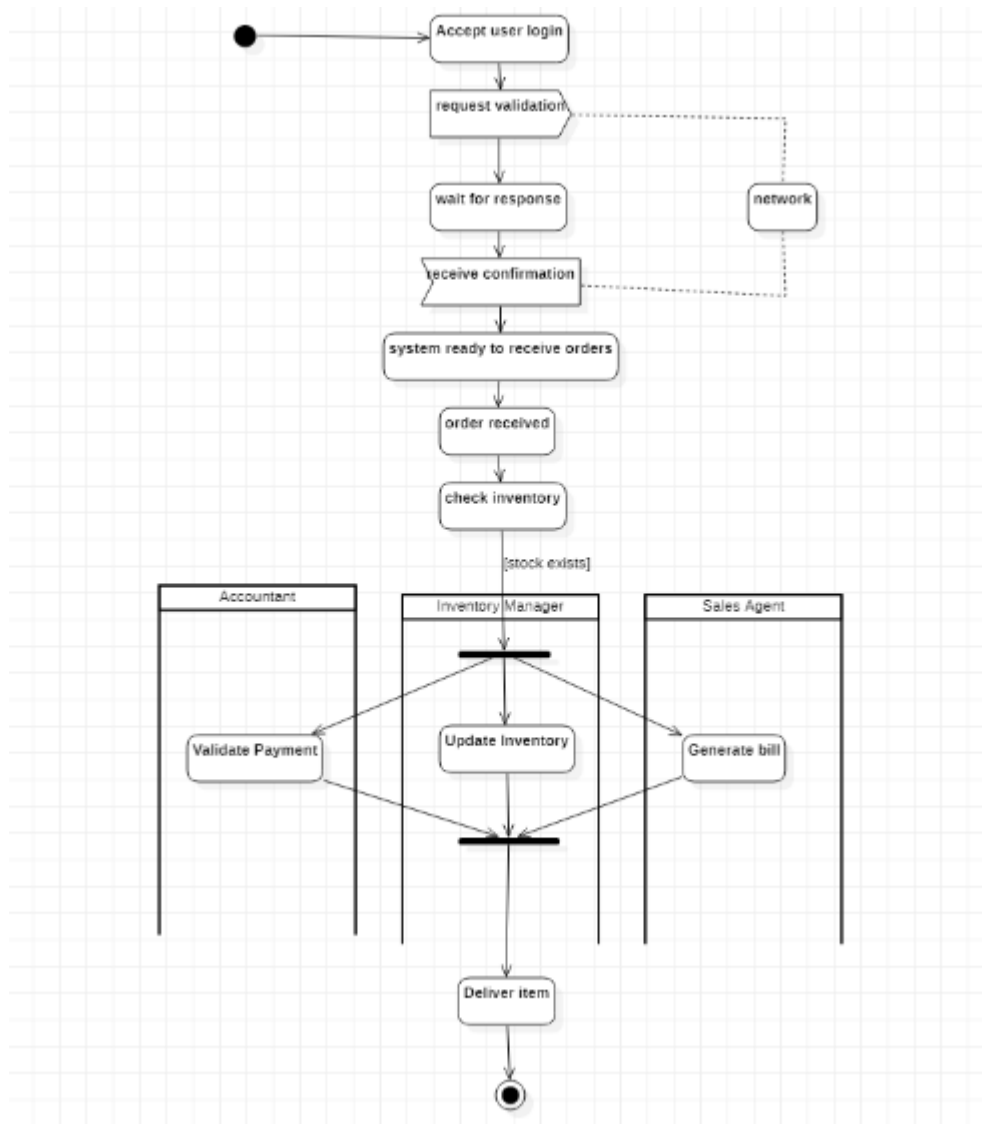 Accept user login
request validation
wait for response
network
receive confirmation
system ready to receive orders
order received
check inventory
[stock exists]
Accountant
Inventory Manager
Sales Agent
Validate Payment
Update Inventory
Generate bill
Deliver item